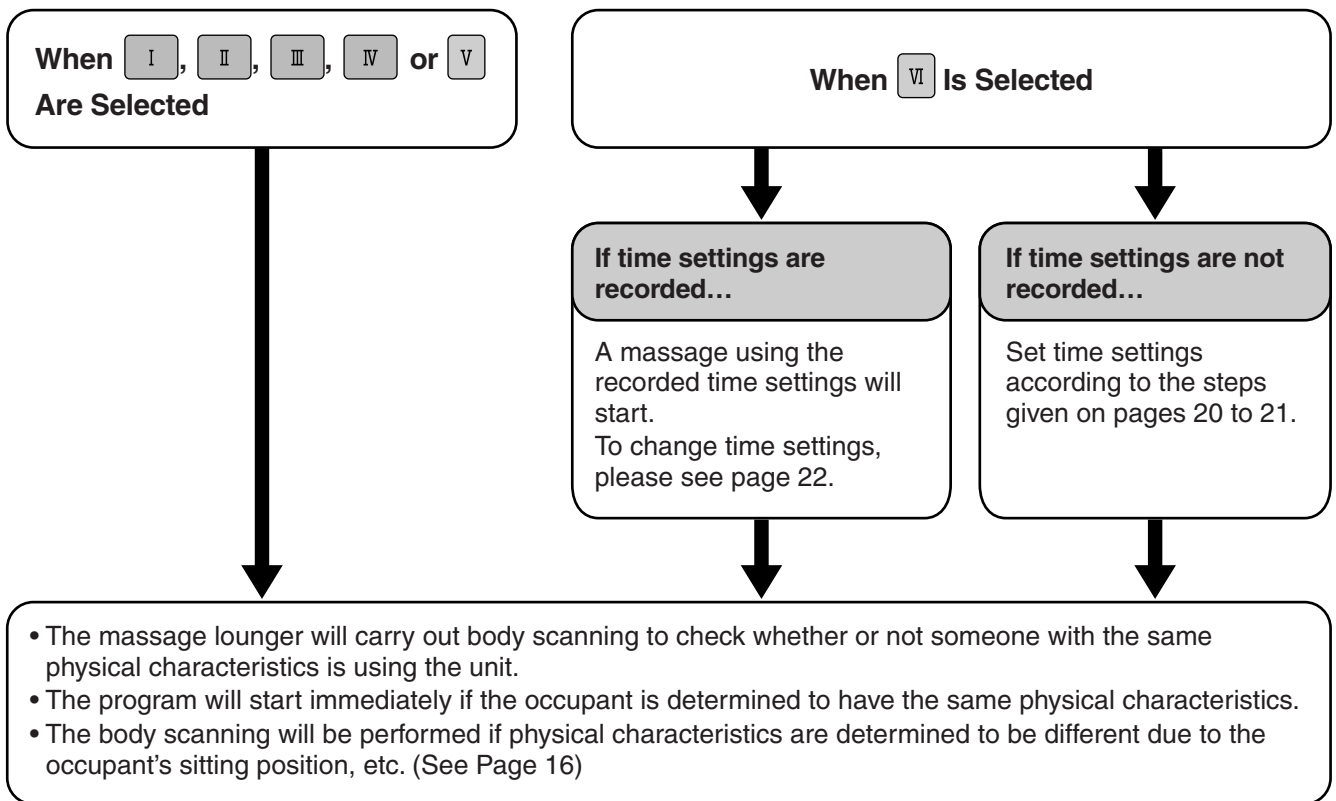 When Ⅰ, Ⅱ, Ⅲ, Ⅳ or Ⅴ
Are Selected
When Ⅵ Is Selected
If time settings are
recorded…
A massage using the
recorded time settings will
start.
To change time settings,
please see page 22.
If time settings are not
recorded…
Set time settings
according to the steps
given on pages 20 to 21.
• The massage lounger will carry out body scanning to check whether or not someone with the same
physical characteristics is using the unit.
• The program will start immediately if the occupant is determined to have the same physical characteristics.
• The body scanning will be performed if physical characteristics are determined to be different due to the
occupant’s sitting position, etc. (See Page 16)